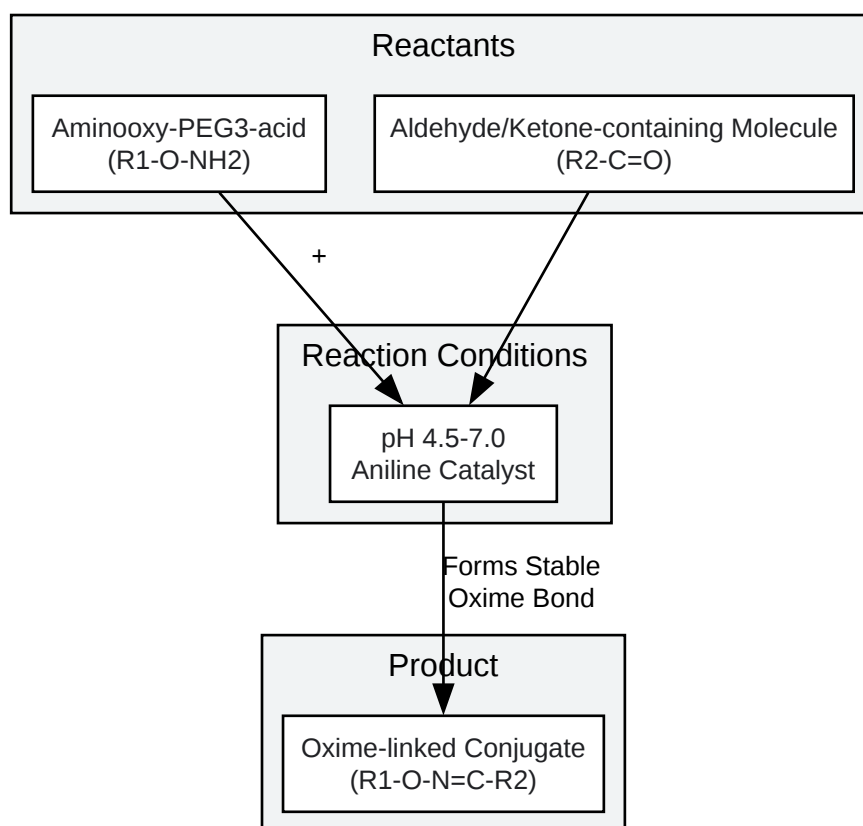 Reactants
Aminooxy-PEG3-acid
(R1-O-NH2)
Aldehyde/Ketone-containing Molecule
(R2-C=O)
+
Reaction Conditions
pH 4.5-7.0
Aniline Catalyst
Forms Stable
Oxime Bond
Product
Oxime-linked Conjugate
(R1-O-N=C-R2)